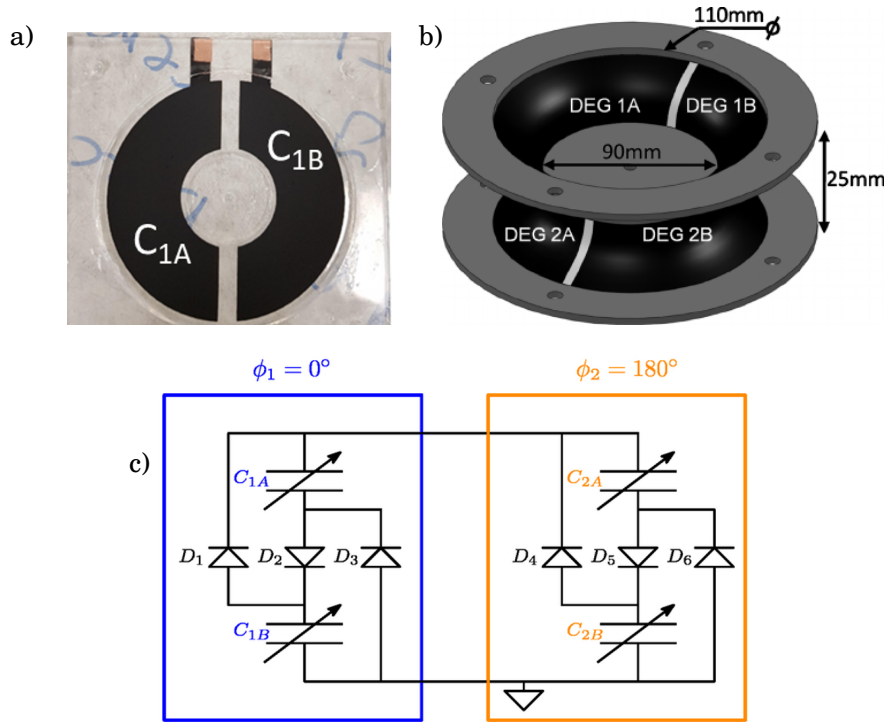 a)
C1A
C1B
b)
110mm ϕ
DEG 1A
DEG 1B
90mm
25mm
DEG 2A
DEG 2B
ϕ1 = 0°
ϕ2 = 180°
c)
C1A
C2A
D1
D2
D3
D4
D5
D6
C1B
C2B